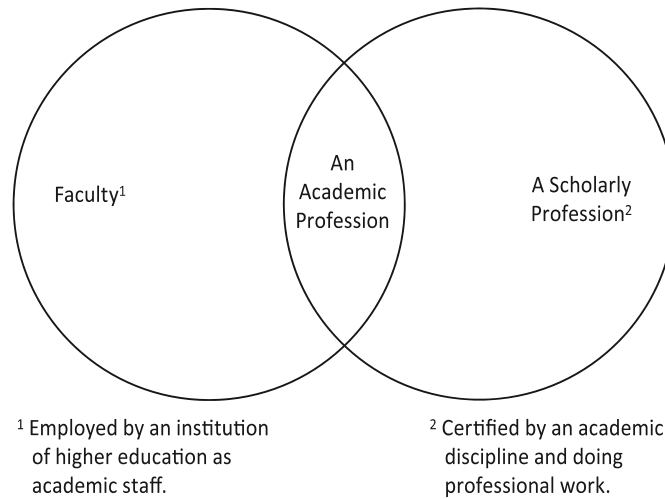 An
Academic
Profession
Faculty¹
A Scholarly
Profession²
¹ Employed by an institution
of higher education as
academic staff.
² Certified by an academic
discipline and doing
professional work.